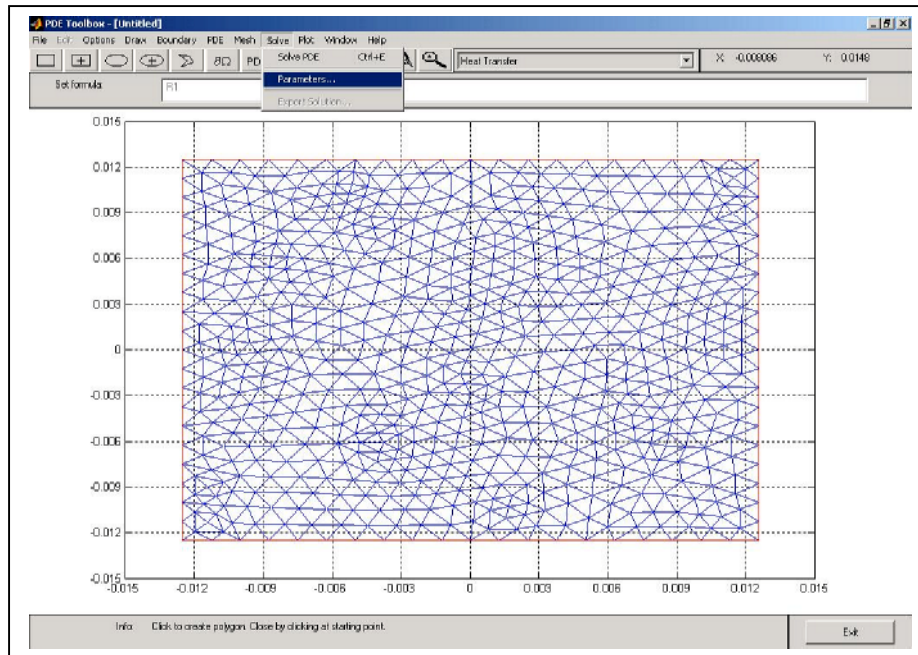 PDE Toolbox - [Untitled]
File Edit Options Draw Boundary PDE Mesh Solve Plot Window Help
∂Ω PD Heat Transfer X: -0.008086 Y: 0.0148
Solve PDE Ctrl+E
Parameters...
Export Solution...
Set formula: R1
0.015
0.012
0.009
0.006
0.003
0
-0.003
-0.006
-0.009
-0.012
-0.015
-0.015 -0.012 -0.009 -0.006 -0.003 0 0.003 0.006 0.009 0.012 0.015
Info: Click to create polygon. Close by clicking at starting point.
Exit